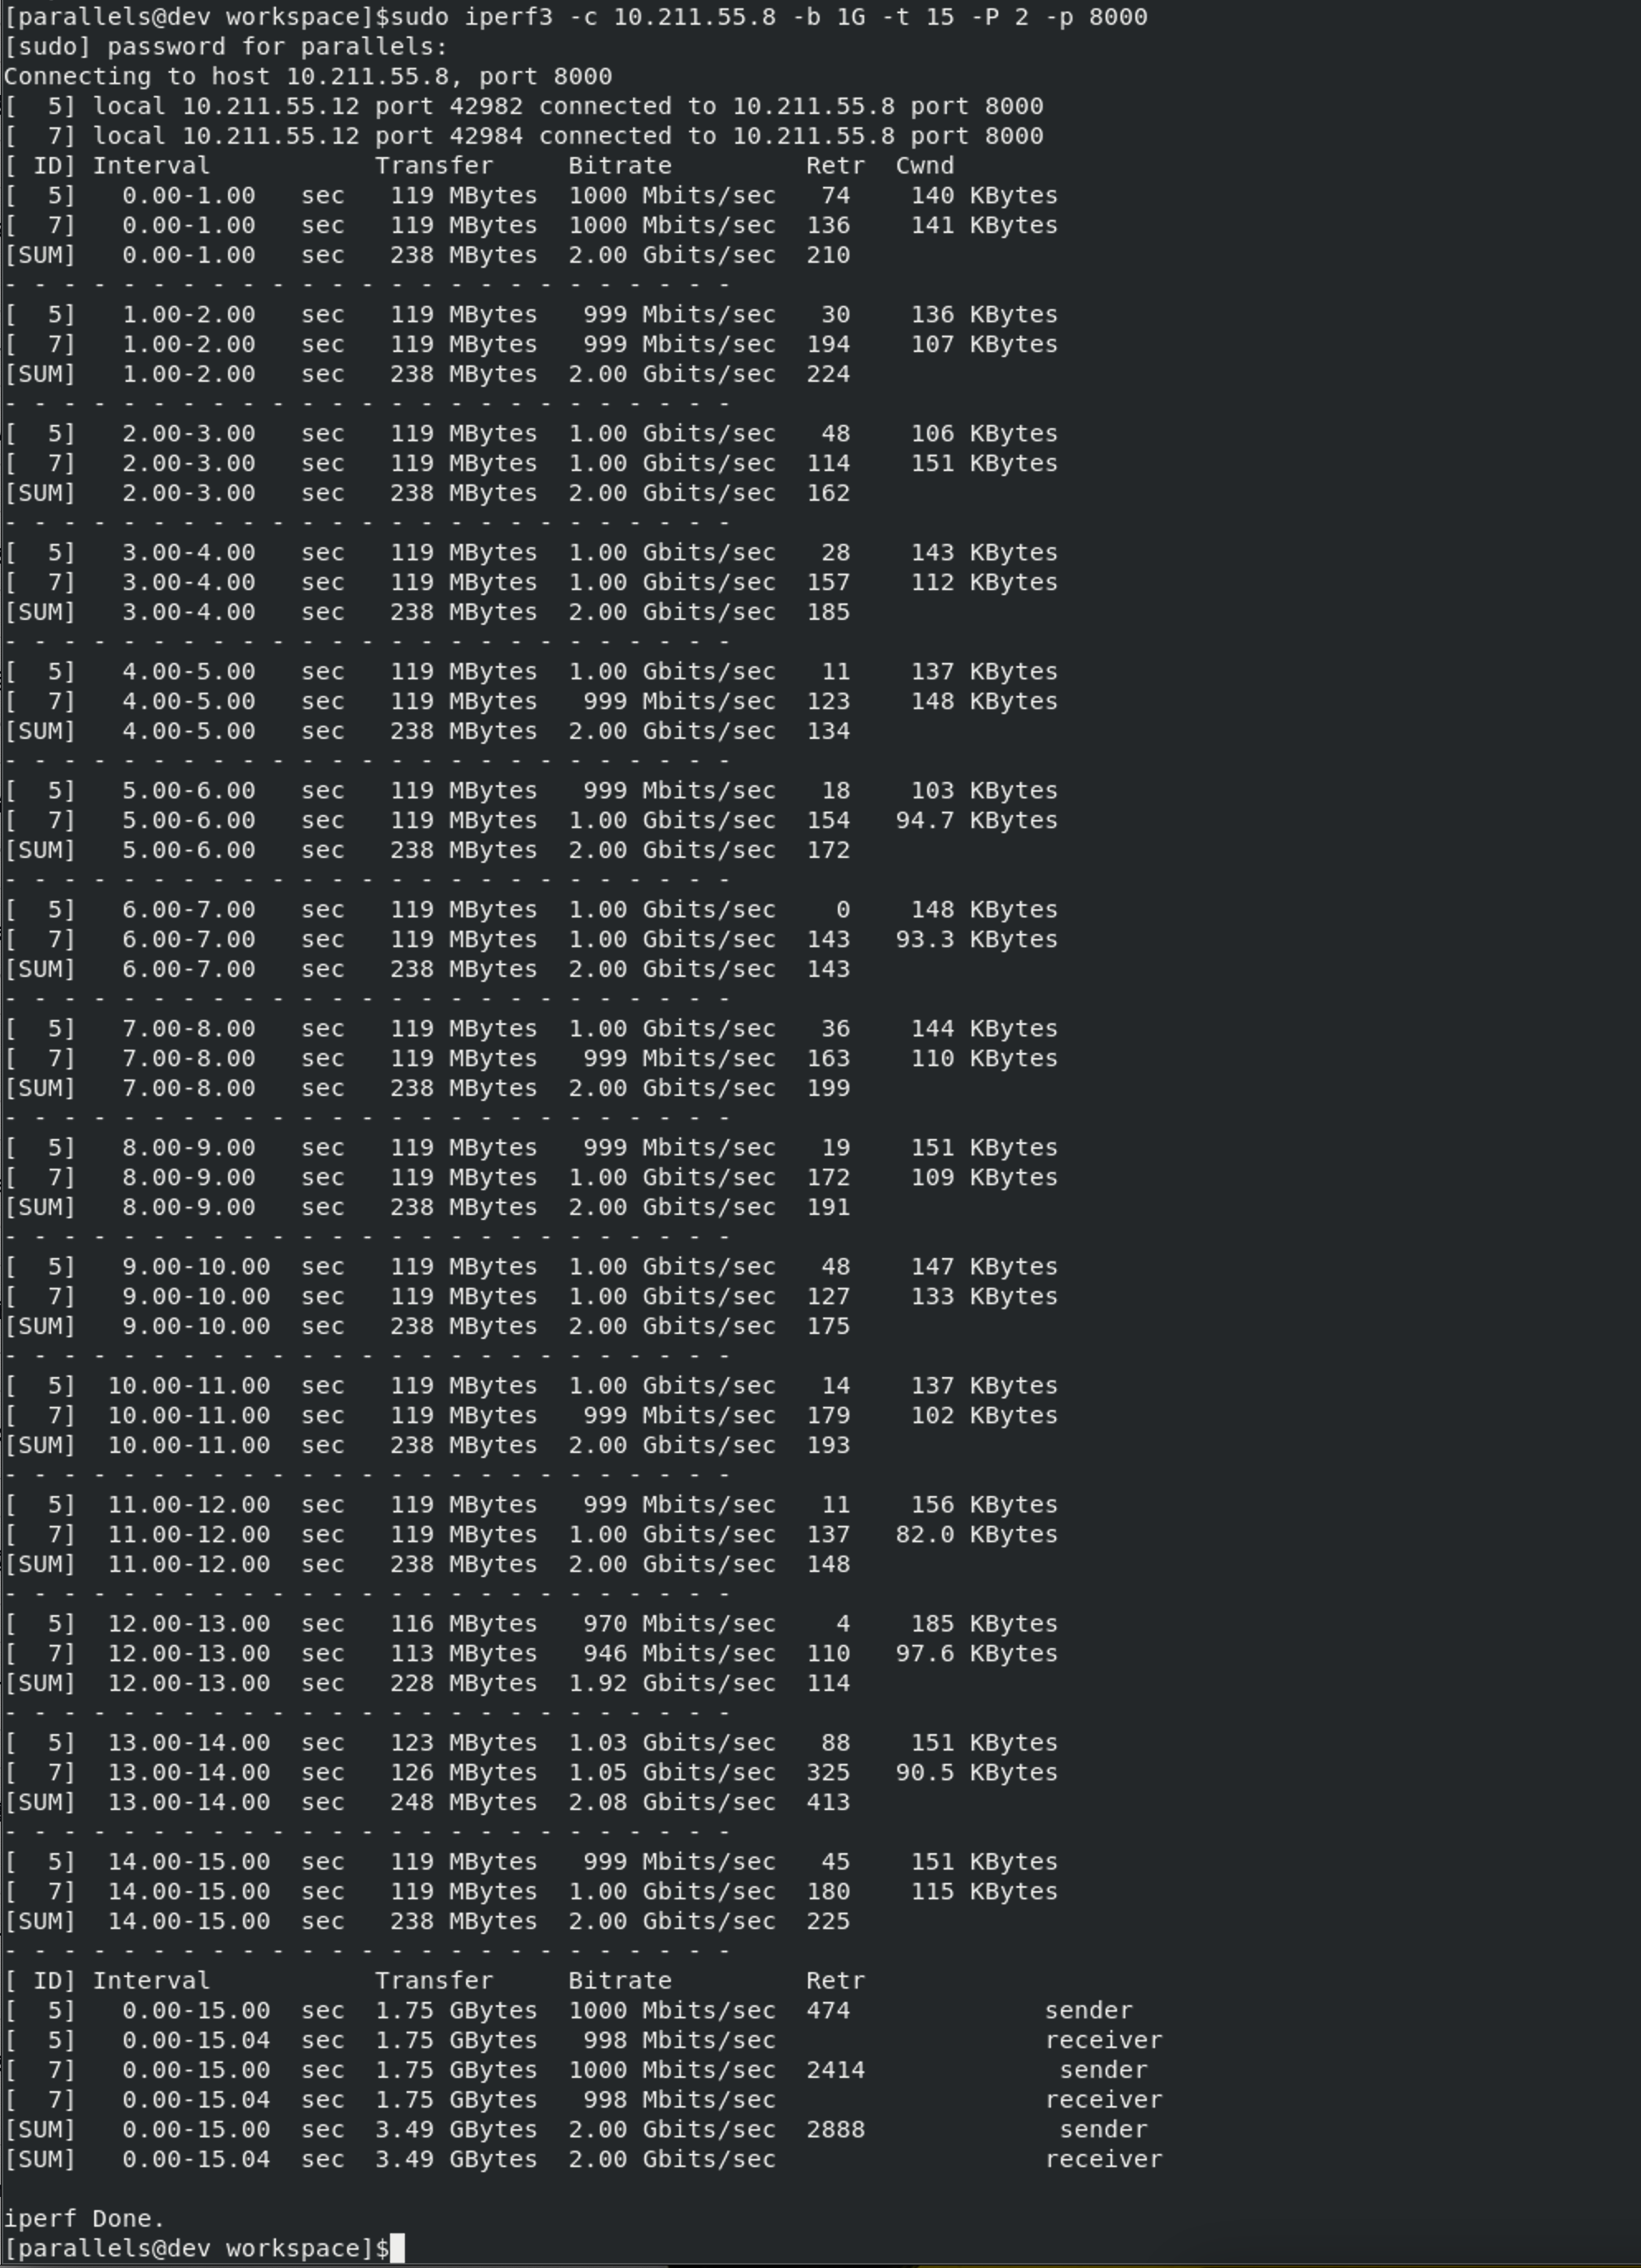 [parallels@dev workspace]$sudo iperf3 -c 10.211.55.8 -b 1G -t 15 -P 2 -p 8000
[sudo] password for parallels:
Connecting to host 10.211.55.8, port 8000
[  5] local 10.211.55.12 port 42982 connected to 10.211.55.8 port 8000
[  7] local 10.211.55.12 port 42984 connected to 10.211.55.8 port 8000
[ ID] Interval           Transfer     Bitrate         Retr  Cwnd
[  5]   0.00-1.00   sec   119 MBytes  1000 Mbits/sec   74    140 KBytes
[  7]   0.00-1.00   sec   119 MBytes  1000 Mbits/sec  136    141 KBytes
[SUM]   0.00-1.00   sec   238 MBytes  2.00 Gbits/sec  210
- - - - - - - - - - - - - - - - - - - - - - - - -
[  5]   1.00-2.00   sec   119 MBytes   999 Mbits/sec   30    136 KBytes
[  7]   1.00-2.00   sec   119 MBytes   999 Mbits/sec  194    107 KBytes
[SUM]   1.00-2.00   sec   238 MBytes  2.00 Gbits/sec  224
- - - - - - - - - - - - - - - - - - - - - - - - -
[  5]   2.00-3.00   sec   119 MBytes  1.00 Gbits/sec   48    106 KBytes
[  7]   2.00-3.00   sec   119 MBytes  1.00 Gbits/sec  114    151 KBytes
[SUM]   2.00-3.00   sec   238 MBytes  2.00 Gbits/sec  162
- - - - - - - - - - - - - - - - - - - - - - - - -
[  5]   3.00-4.00   sec   119 MBytes  1.00 Gbits/sec   28    143 KBytes
[  7]   3.00-4.00   sec   119 MBytes  1.00 Gbits/sec  157    112 KBytes
[SUM]   3.00-4.00   sec   238 MBytes  2.00 Gbits/sec  185
- - - - - - - - - - - - - - - - - - - - - - - - -
[  5]   4.00-5.00   sec   119 MBytes  1.00 Gbits/sec   11    137 KBytes
[  7]   4.00-5.00   sec   119 MBytes   999 Mbits/sec  123    148 KBytes
[SUM]   4.00-5.00   sec   238 MBytes  2.00 Gbits/sec  134
- - - - - - - - - - - - - - - - - - - - - - - - -
[  5]   5.00-6.00   sec   119 MBytes   999 Mbits/sec   18    103 KBytes
[  7]   5.00-6.00   sec   119 MBytes  1.00 Gbits/sec  154   94.7 KBytes
[SUM]   5.00-6.00   sec   238 MBytes  2.00 Gbits/sec  172
- - - - - - - - - - - - - - - - - - - - - - - - -
[  5]   6.00-7.00   sec   119 MBytes  1.00 Gbits/sec    0    148 KBytes
[  7]   6.00-7.00   sec   119 MBytes  1.00 Gbits/sec  143   93.3 KBytes
[SUM]   6.00-7.00   sec   238 MBytes  2.00 Gbits/sec  143
- - - - - - - - - - - - - - - - - - - - - - - - -
[  5]   7.00-8.00   sec   119 MBytes  1.00 Gbits/sec   36    144 KBytes
[  7]   7.00-8.00   sec   119 MBytes   999 Mbits/sec  163    110 KBytes
[SUM]   7.00-8.00   sec   238 MBytes  2.00 Gbits/sec  199
- - - - - - - - - - - - - - - - - - - - - - - - -
[  5]   8.00-9.00   sec   119 MBytes   999 Mbits/sec   19    151 KBytes
[  7]   8.00-9.00   sec   119 MBytes  1.00 Gbits/sec  172    109 KBytes
[SUM]   8.00-9.00   sec   238 MBytes  2.00 Gbits/sec  191
- - - - - - - - - - - - - - - - - - - - - - - - -
[  5]   9.00-10.00  sec   119 MBytes  1.00 Gbits/sec   48    147 KBytes
[  7]   9.00-10.00  sec   119 MBytes  1.00 Gbits/sec  127    133 KBytes
[SUM]   9.00-10.00  sec   238 MBytes  2.00 Gbits/sec  175
- - - - - - - - - - - - - - - - - - - - - - - - -
[  5]  10.00-11.00  sec   119 MBytes  1.00 Gbits/sec   14    137 KBytes
[  7]  10.00-11.00  sec   119 MBytes   999 Mbits/sec  179    102 KBytes
[SUM]  10.00-11.00  sec   238 MBytes  2.00 Gbits/sec  193
- - - - - - - - - - - - - - - - - - - - - - - - -
[  5]  11.00-12.00  sec   119 MBytes   999 Mbits/sec   11    156 KBytes
[  7]  11.00-12.00  sec   119 MBytes  1.00 Gbits/sec  137   82.0 KBytes
[SUM]  11.00-12.00  sec   238 MBytes  2.00 Gbits/sec  148
- - - - - - - - - - - - - - - - - - - - - - - - -
[  5]  12.00-13.00  sec   116 MBytes   970 Mbits/sec    4    185 KBytes
[  7]  12.00-13.00  sec   113 MBytes   946 Mbits/sec  110   97.6 KBytes
[SUM]  12.00-13.00  sec   228 MBytes  1.92 Gbits/sec  114
- - - - - - - - - - - - - - - - - - - - - - - - -
[  5]  13.00-14.00  sec   123 MBytes  1.03 Gbits/sec   88    151 KBytes
[  7]  13.00-14.00  sec   126 MBytes  1.05 Gbits/sec  325   90.5 KBytes
[SUM]  13.00-14.00  sec   248 MBytes  2.08 Gbits/sec  413
- - - - - - - - - - - - - - - - - - - - - - - - -
[  5]  14.00-15.00  sec   119 MBytes   999 Mbits/sec   45    151 KBytes
[  7]  14.00-15.00  sec   119 MBytes  1.00 Gbits/sec  180    115 KBytes
[SUM]  14.00-15.00  sec   238 MBytes  2.00 Gbits/sec  225
- - - - - - - - - - - - - - - - - - - - - - - - -
[ ID] Interval           Transfer     Bitrate         Retr
[  5]   0.00-15.00  sec  1.75 GBytes  1000 Mbits/sec  474             sender
[  5]   0.00-15.04  sec  1.75 GBytes   998 Mbits/sec                  receiver
[  7]   0.00-15.00  sec  1.75 GBytes  1000 Mbits/sec  2414             sender
[  7]   0.00-15.04  sec  1.75 GBytes   998 Mbits/sec                  receiver
[SUM]   0.00-15.00  sec  3.49 GBytes  2.00 Gbits/sec  2888             sender
[SUM]   0.00-15.04  sec  3.49 GBytes  2.00 Gbits/sec                  receiver

iperf Done.
[parallels@dev workspace]$